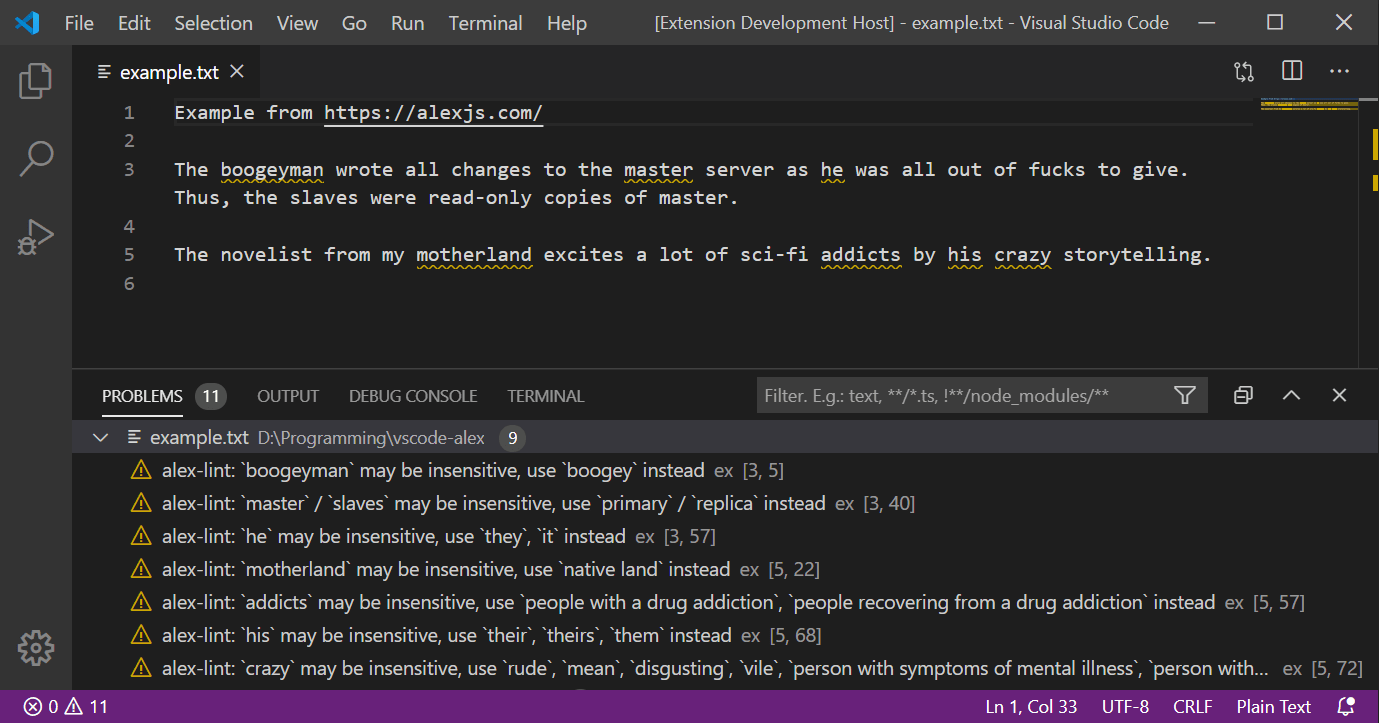 File Edit Selection View Go Run Terminal Help [Extension Development Host] - example.txt - Visual Studio Code
example.txt
1 Example from https://alexjs.com/
2
3 The boogeyman wrote all changes to the master server as he was all out of fucks to give.
Thus, the slaves were read-only copies of master.
4
5 The novelist from my motherland excites a lot of sci-fi addicts by his crazy storytelling.
6
PROBLEMS 11 OUTPUT DEBUG CONSOLE TERMINAL Filter. E.g.: text, **/*.ts, !**/node_modules/**
example.txt D:\Programming\vscode-alex 9
alex-lint: `boogeyman` may be insensitive, use `boogey` instead ex [3, 5]
alex-lint: `master` / `slaves` may be insensitive, use `primary` / `replica` instead ex [3, 40]
alex-lint: `he` may be insensitive, use `they`, `it` instead ex [3, 57]
alex-lint: `motherland` may be insensitive, use `native land` instead ex [5, 22]
alex-lint: `addicts` may be insensitive, use `people with a drug addiction`, `people recovering from a drug addiction` instead ex [5, 57]
alex-lint: `his` may be insensitive, use `their`, `theirs`, `them` instead ex [5, 68]
alex-lint: `crazy` may be insensitive, use `rude`, `mean`, `disgusting`, `vile`, `person with symptoms of mental illness`, `person with... ex [5, 72]
0 11 Ln 1, Col 33 UTF-8 CRLF Plain Text